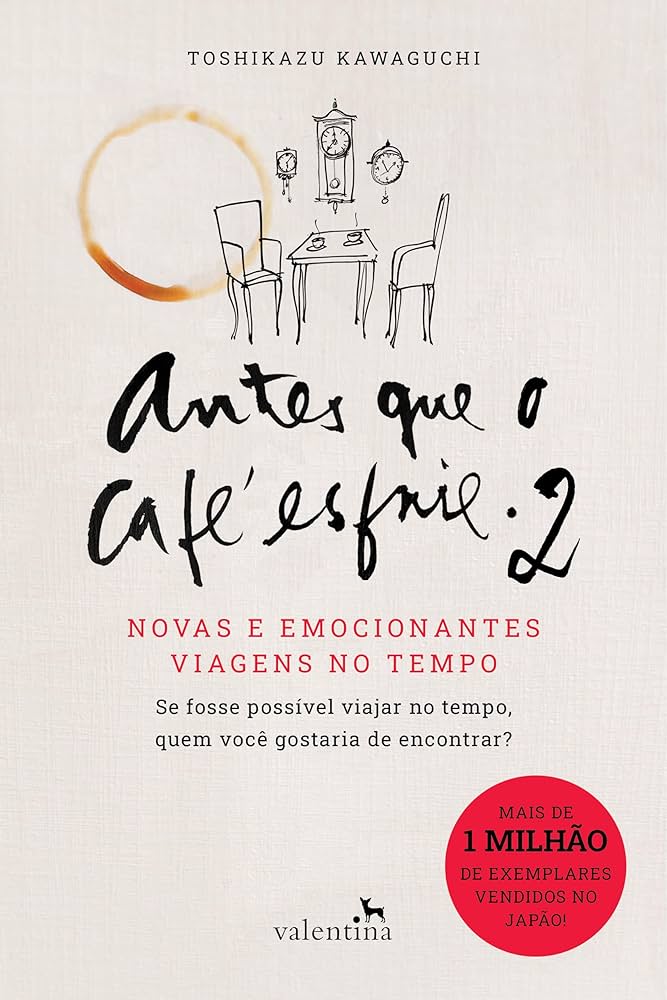 TOSHIKAZU KAWAGUCHI
Antes que o
café esfrie. 2
NOVAS E EMOCIONANTES
VIAGENS NO TEMPO
Se fosse possível viajar no tempo,
quem você gostaria de encontrar?
MAIS DE
1 MILHÃO
DE EXEMPLARES
VENDIDOS NO
JAPÃO!
valentina